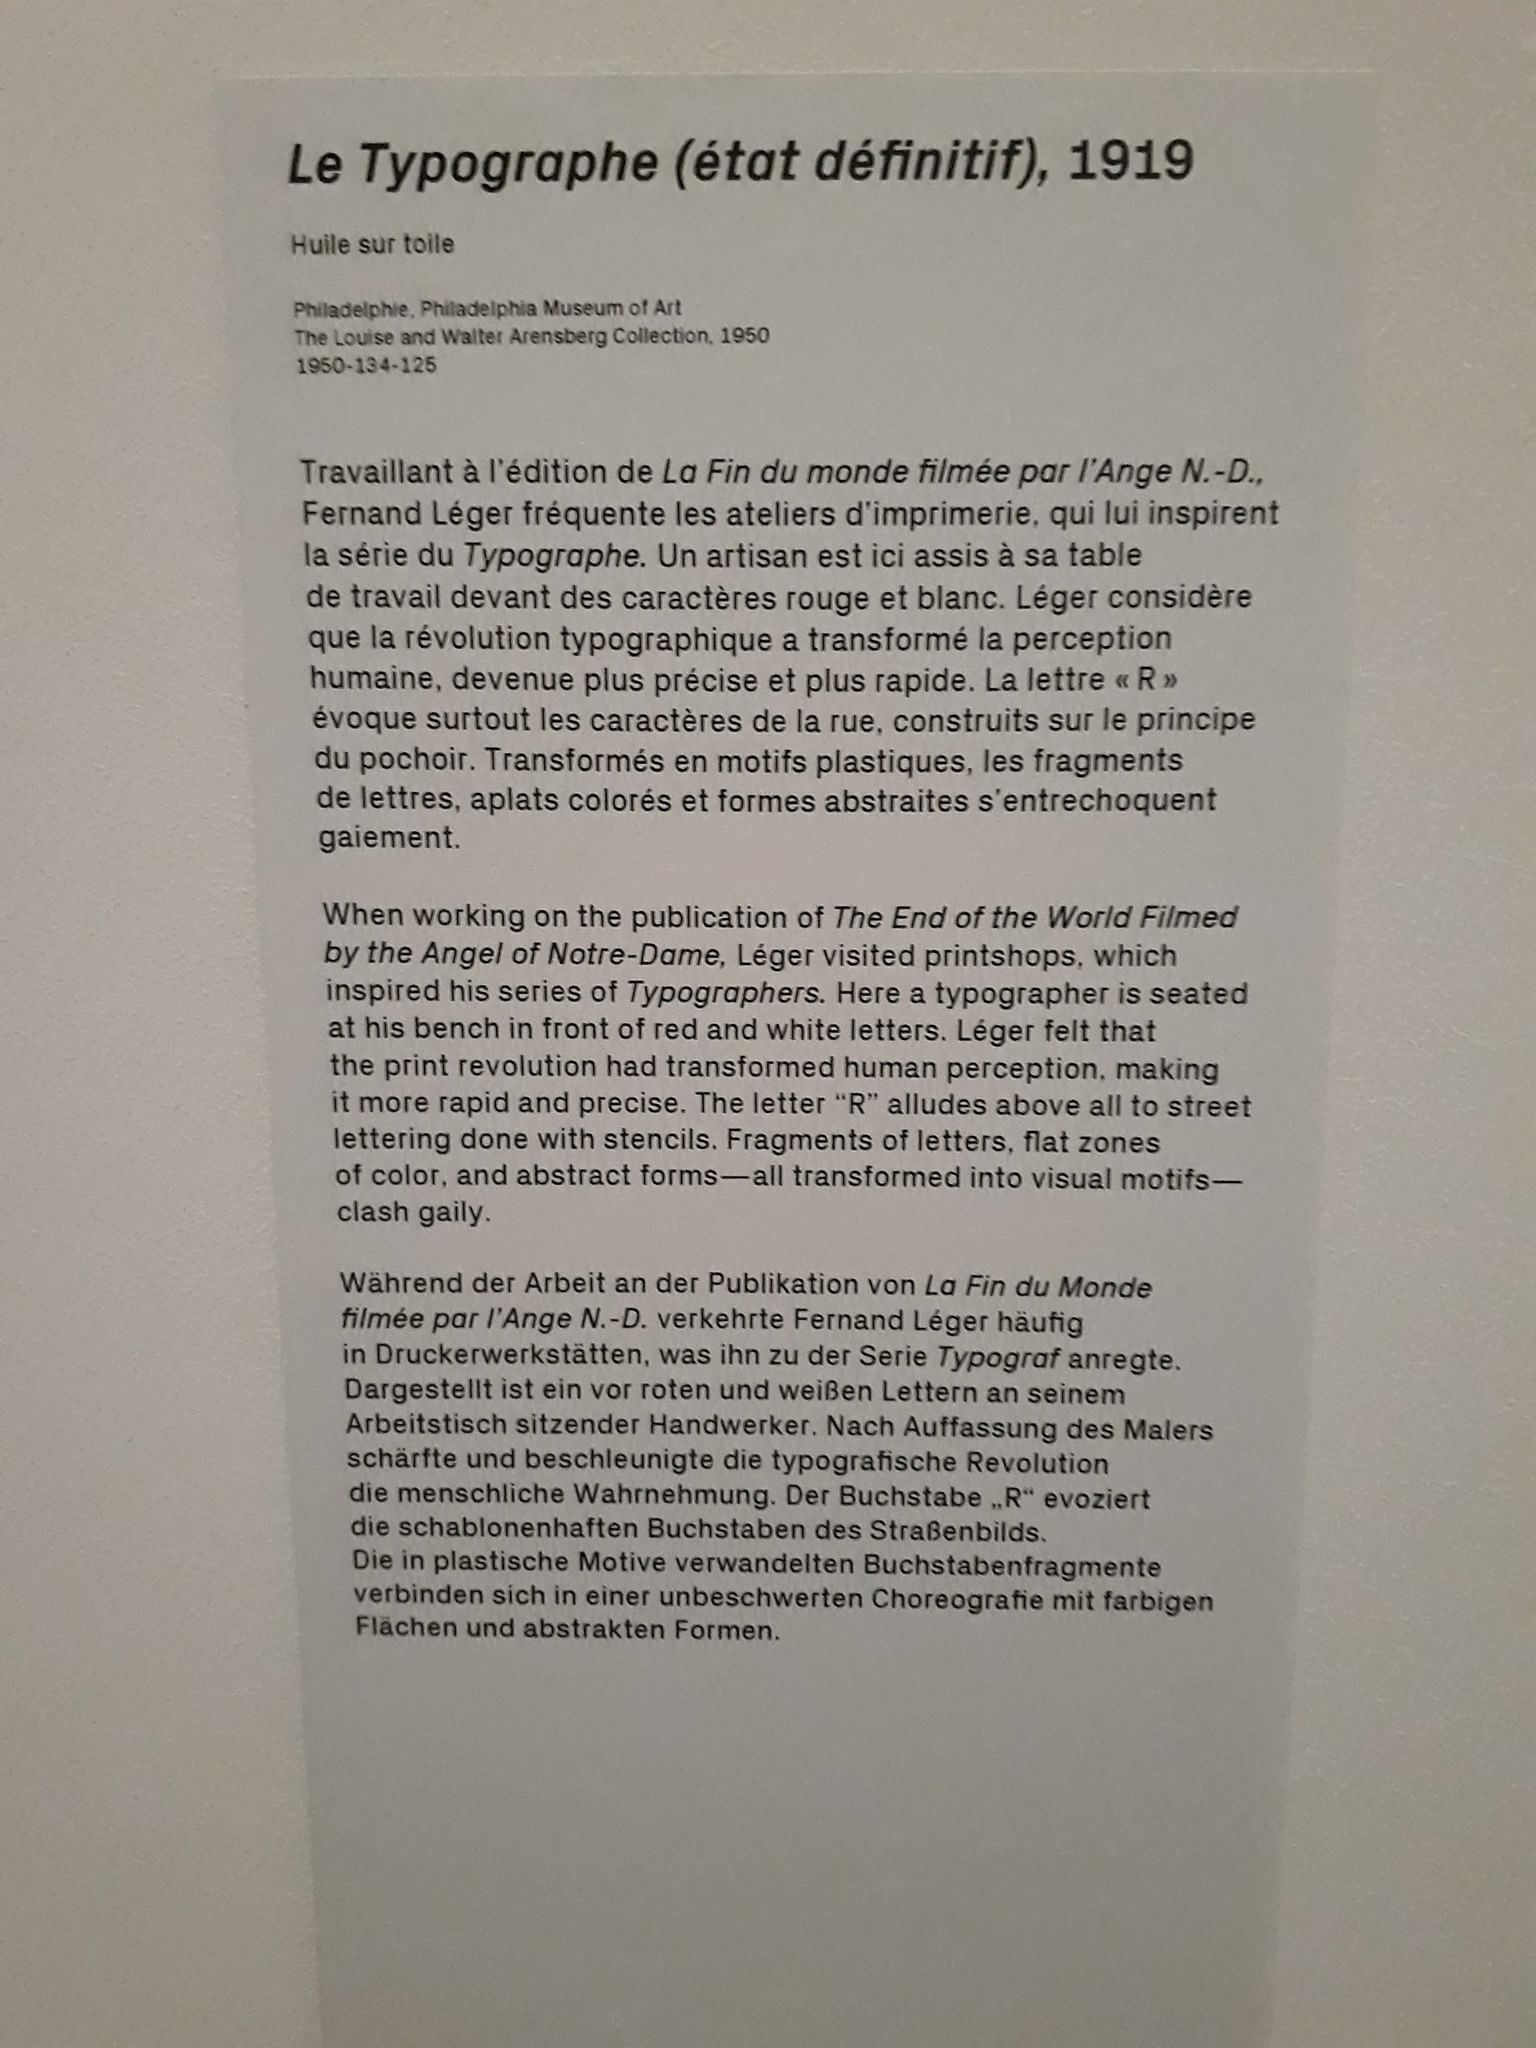 Le Typographe (état définitif), 1919
Huile sur toile
Philadelphie, Philadelphia Museum of Art
The Louise and Walter Arensberg Collection, 1950
1950-134-125
Travaillant à l'édition de La Fin du monde filmée par l'Ange N.-D.,
Fernand Léger fréquente les ateliers d'imprimerie, qui lui inspirent
la série du Typographe. Un artisan est ici assis à sa table
de travail devant des caractères rouge et blanc. Léger considère
que la révolution typographique a transformé la perception
humaine, devenue plus précise et plus rapide. La lettre « R »
évoque surtout les caractères de la rue, construits sur le principe
du pochoir. Transformés en motifs plastiques, les fragments
de lettres, aplats colorés et formes abstraites s'entrechoquent
gaiement.
When working on the publication of The End of the World Filmed
by the Angel of Notre-Dame, Léger visited printshops, which
inspired his series of Typographers. Here a typographer is seated
at his bench in front of red and white letters. Léger felt that
the print revolution had transformed human perception, making
it more rapid and precise. The letter “R” alludes above all to street
lettering done with stencils. Fragments of letters, flat zones
of color, and abstract forms—all transformed into visual motifs—
clash gaily.
Während der Arbeit an der Publikation von La Fin du Monde
filmée par l'Ange N.-D. verkehrte Fernand Léger häufig
in Druckerwerkstätten, was ihn zu der Serie Typograf anregte.
Dargestellt ist ein vor roten und weißen Lettern an seinem
Arbeitstisch sitzender Handwerker. Nach Auffassung des Malers
schärfte und beschleunigte die typografische Revolution
die menschliche Wahrnehmung. Der Buchstabe „R“ evoziert
die schablonenhaften Buchstaben des Straßenbilds.
Die in plastische Motive verwandelten Buchstabenfragmente
verbinden sich in einer unbeschwerten Choreografie mit farbigen
Flächen und abstrakten Formen.